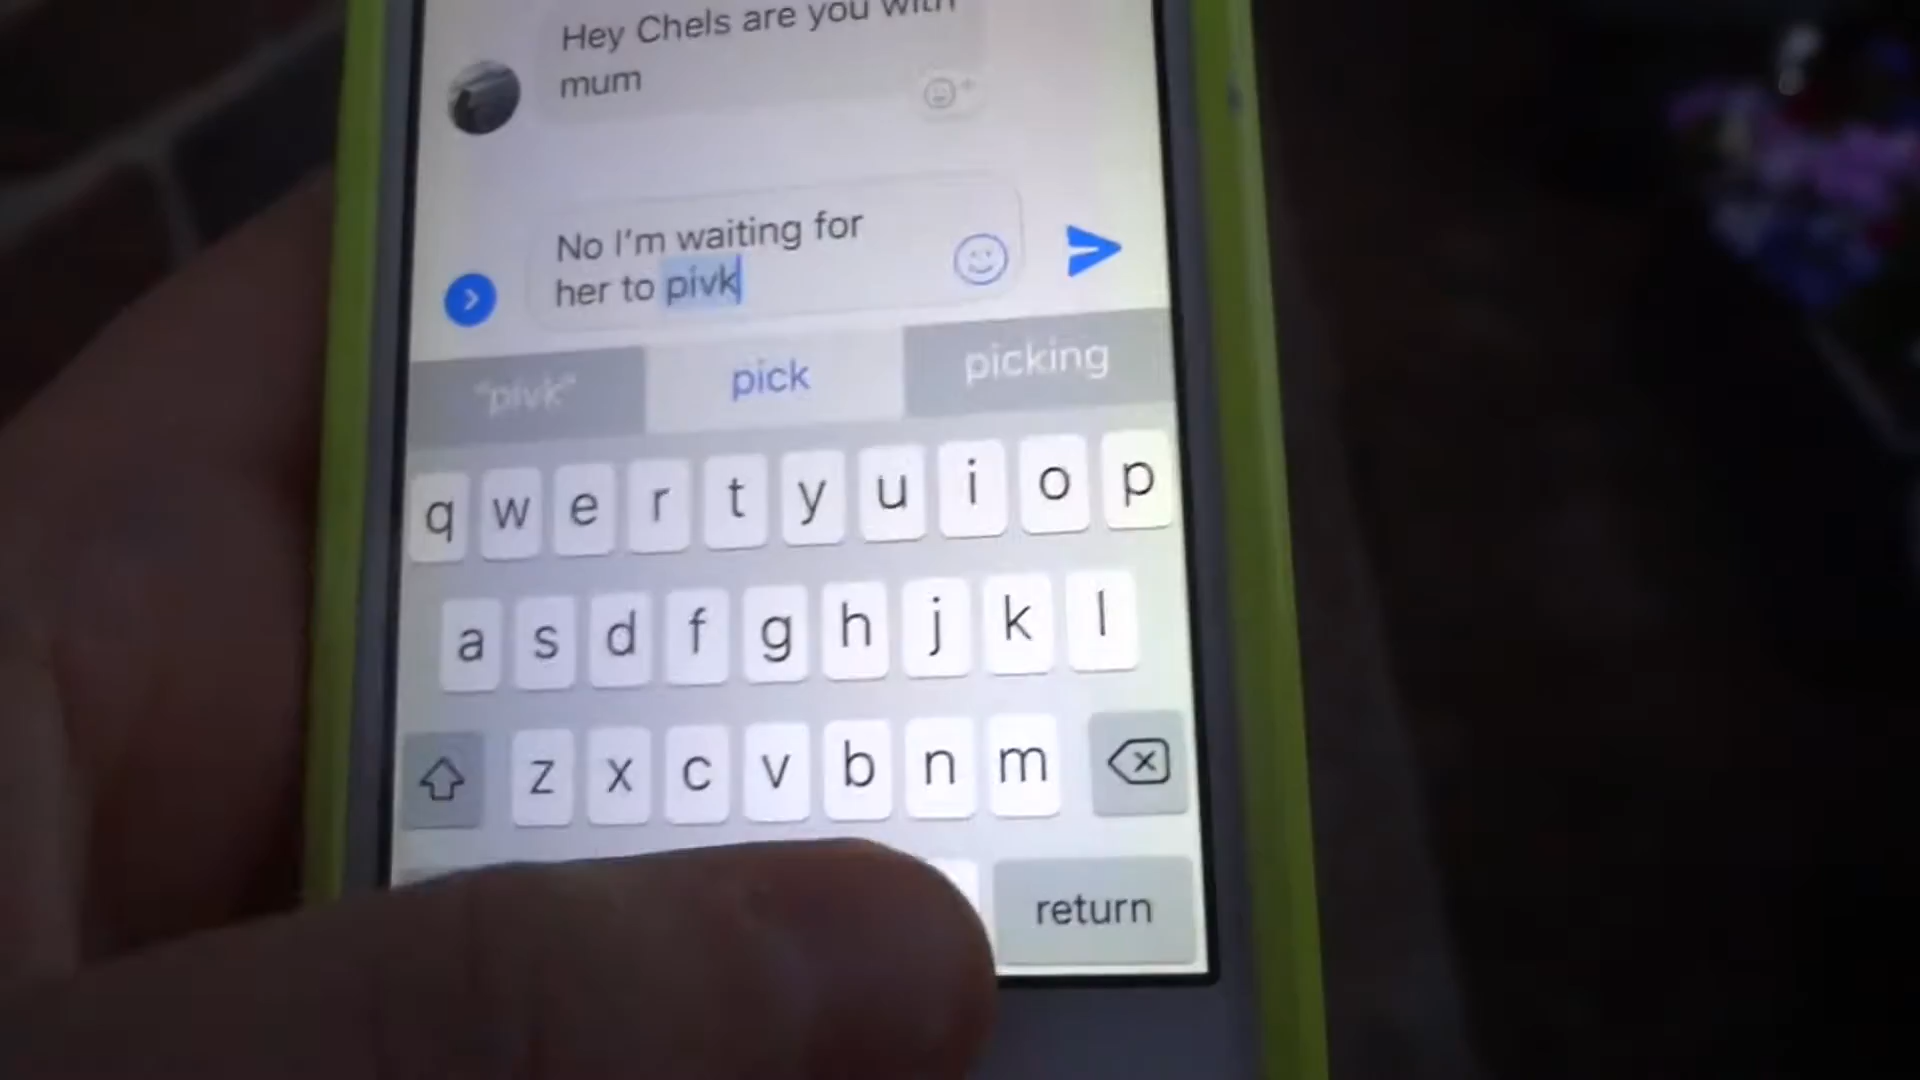 Hey Chels are you with
mum
No I'm waiting for
her to pivk
"pivk" pick picking
q w e r t y u i o p
a s d f g h j k l
z x c v b n m
return